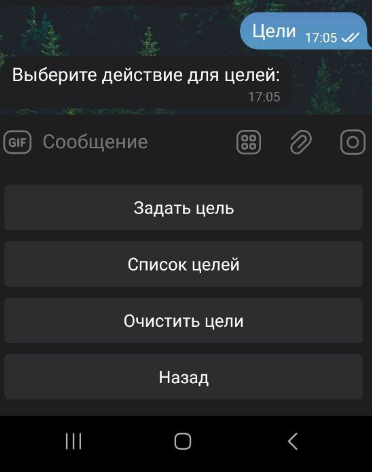 Цели 17:05
Выберите действие для целей:
17:05
GIF Сообщение
Задать цель
Список целей
Очистить цели
Назад